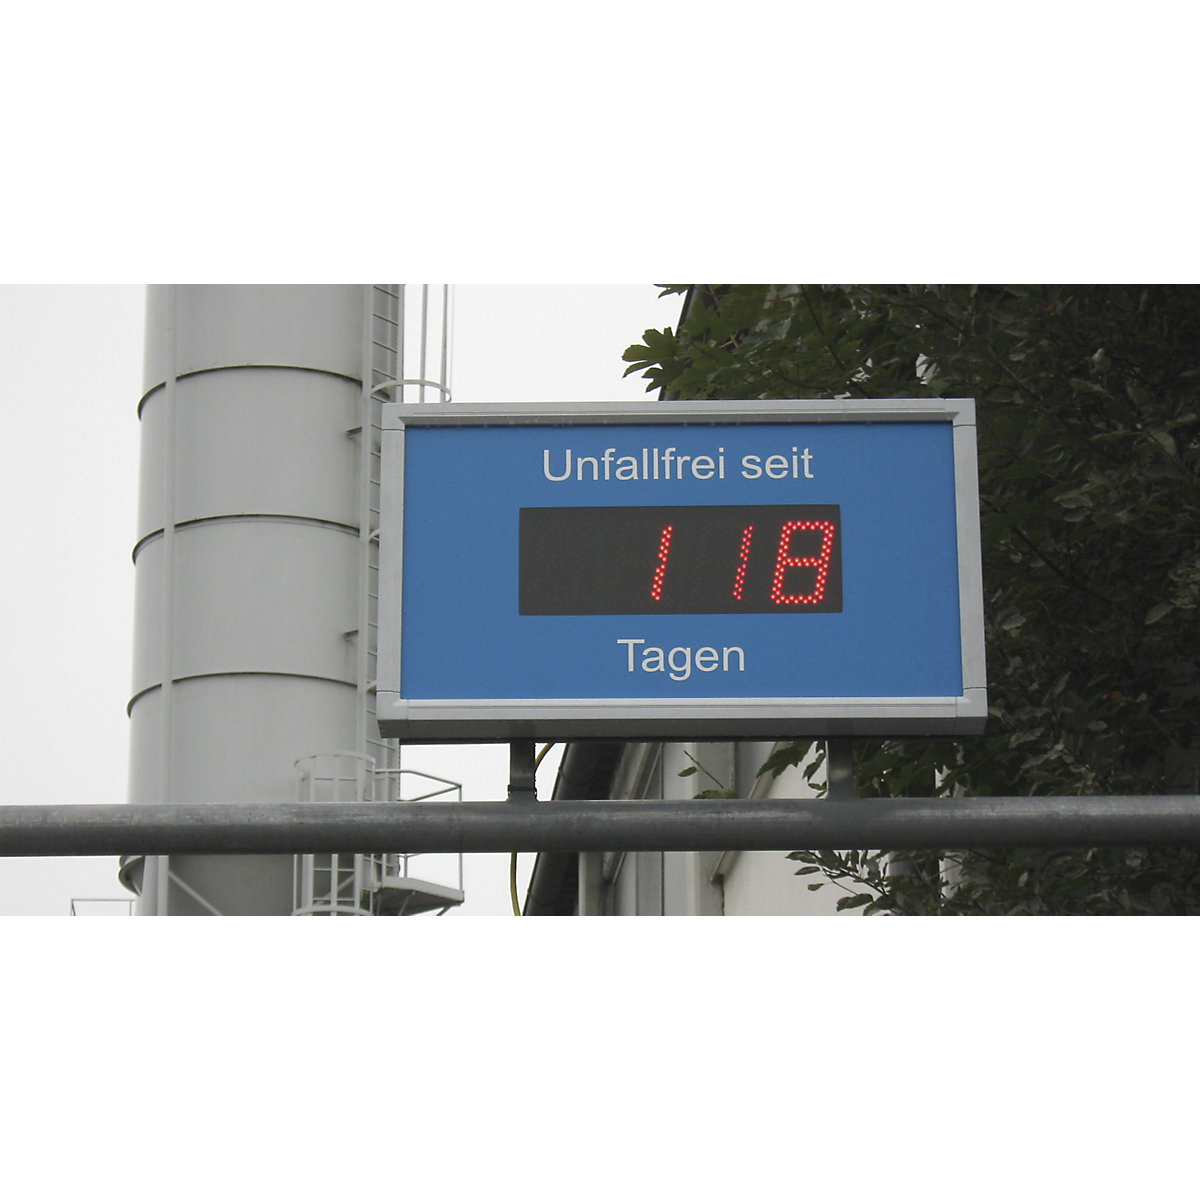 Unfallfrei seit
118
Tagen